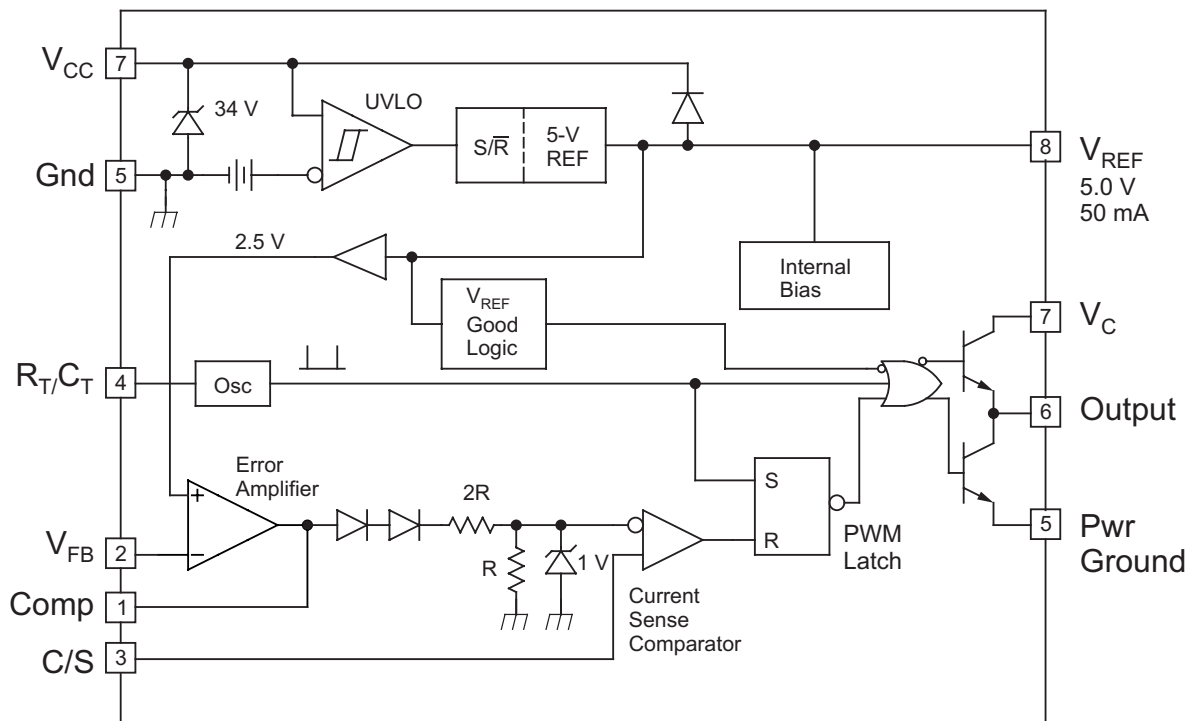 V_CC 7
34 V
UVLO
S/R̅
5-V
REF
8 V_REF
5.0 V
50 mA
Gnd 5
2.5 V
Internal
Bias
V_REF
Good
Logic
7 V_C
R_T/C_T 4
Osc
6 Output
Error
Amplifier
+
−
2R
S
R
PWM
Latch
5 Pwr
Ground
V_FB 2
R
1 V
Comp 1
Current
Sense
Comparator
C/S 3